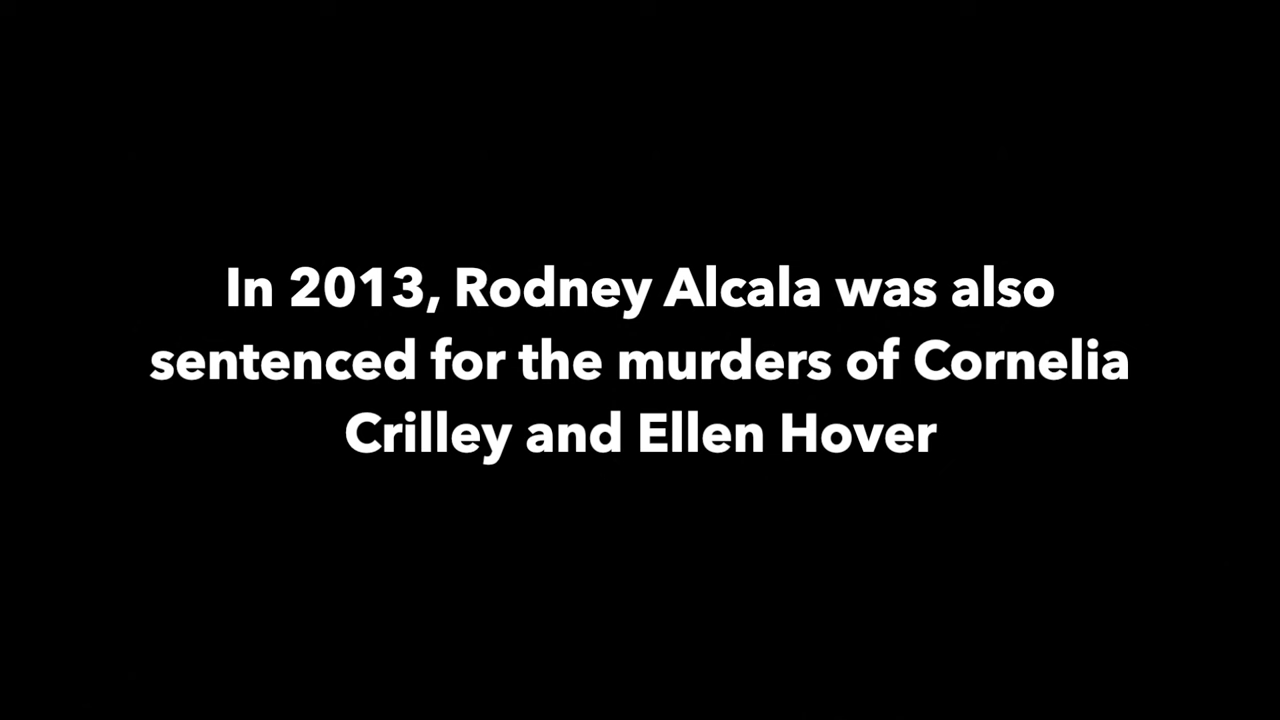 In 2013, Rodney Alcala was also
sentenced for the murders of Cornelia
Crilley and Ellen Hover